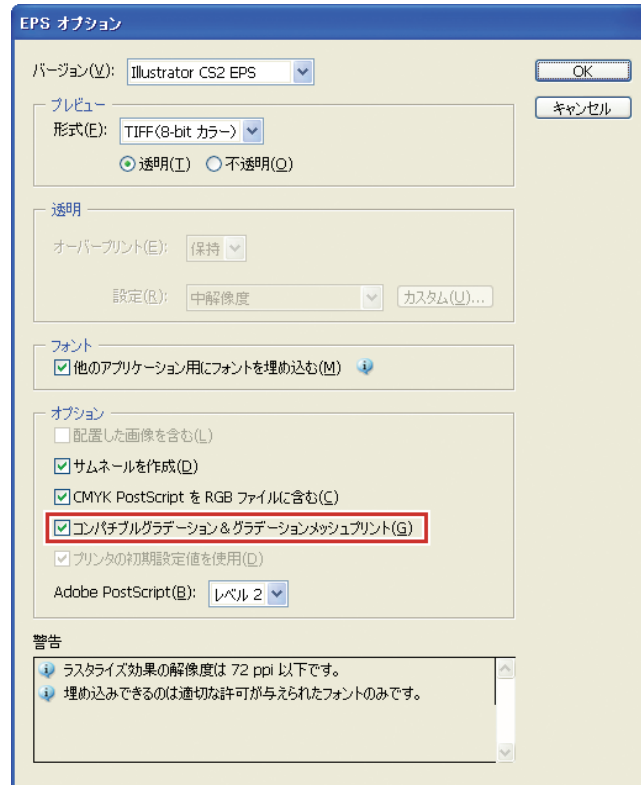 EPS オプション
バージョン(V): Illustrator CS2 EPS
OK
キャンセル
プレビュー
形式(F): TIFF(8-bit カラー)
透明(T) 不透明(O)
透明
オーバープリント(E): 保持
設定(R): 中解像度 カスタム(U)...
フォント
他のアプリケーション用にフォントを埋め込む(M)
オプション
配置した画像を含む(L)
サムネールを作成(D)
CMYK PostScript を RGB ファイルに含む(C)
コンパチブルグラデーション＆グラデーションメッシュプリント(G)
プリンタの初期設定値を使用(D)
Adobe PostScript(B): レベル 2
警告
ラスタライズ効果の解像度は 72 ppi 以下です。
埋め込みできるのは適切な許可が与えられたフォントのみです。